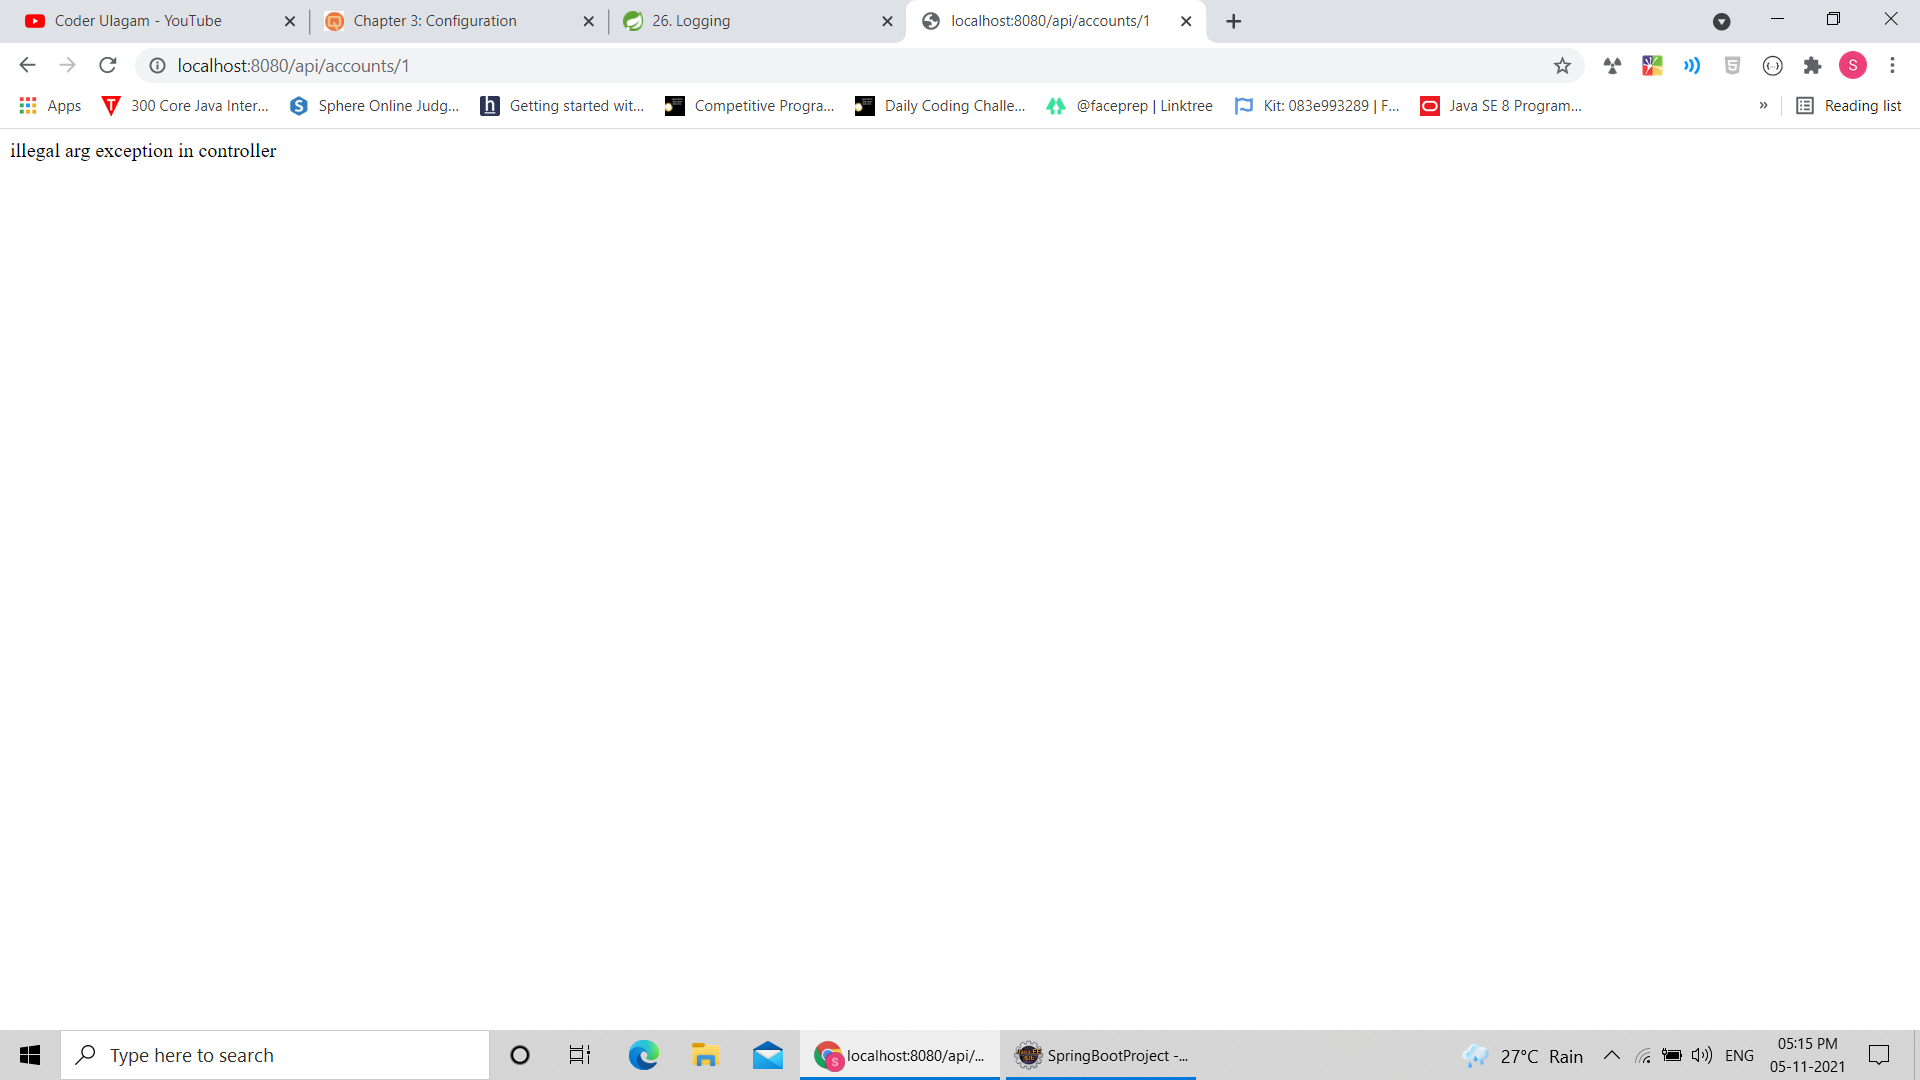 Coder Ulagam - YouTube
Chapter 3: Configuration
26. Logging
localhost:8080/api/accounts/1
localhost:8080/api/accounts/1
S
Apps
300 Core Java Inter...
Sphere Online Judg...
Getting started wit...
Competitive Progra...
Daily Coding Challe...
@faceprep | Linktree
Kit: 083e993289 | F...
Java SE 8 Program...
»
Reading list
illegal arg exception in controller
Type here to search
S
localhost:8080/api/...
SpringBootProject -...
27°C Rain
ENG
05:15 PM
05-11-2021